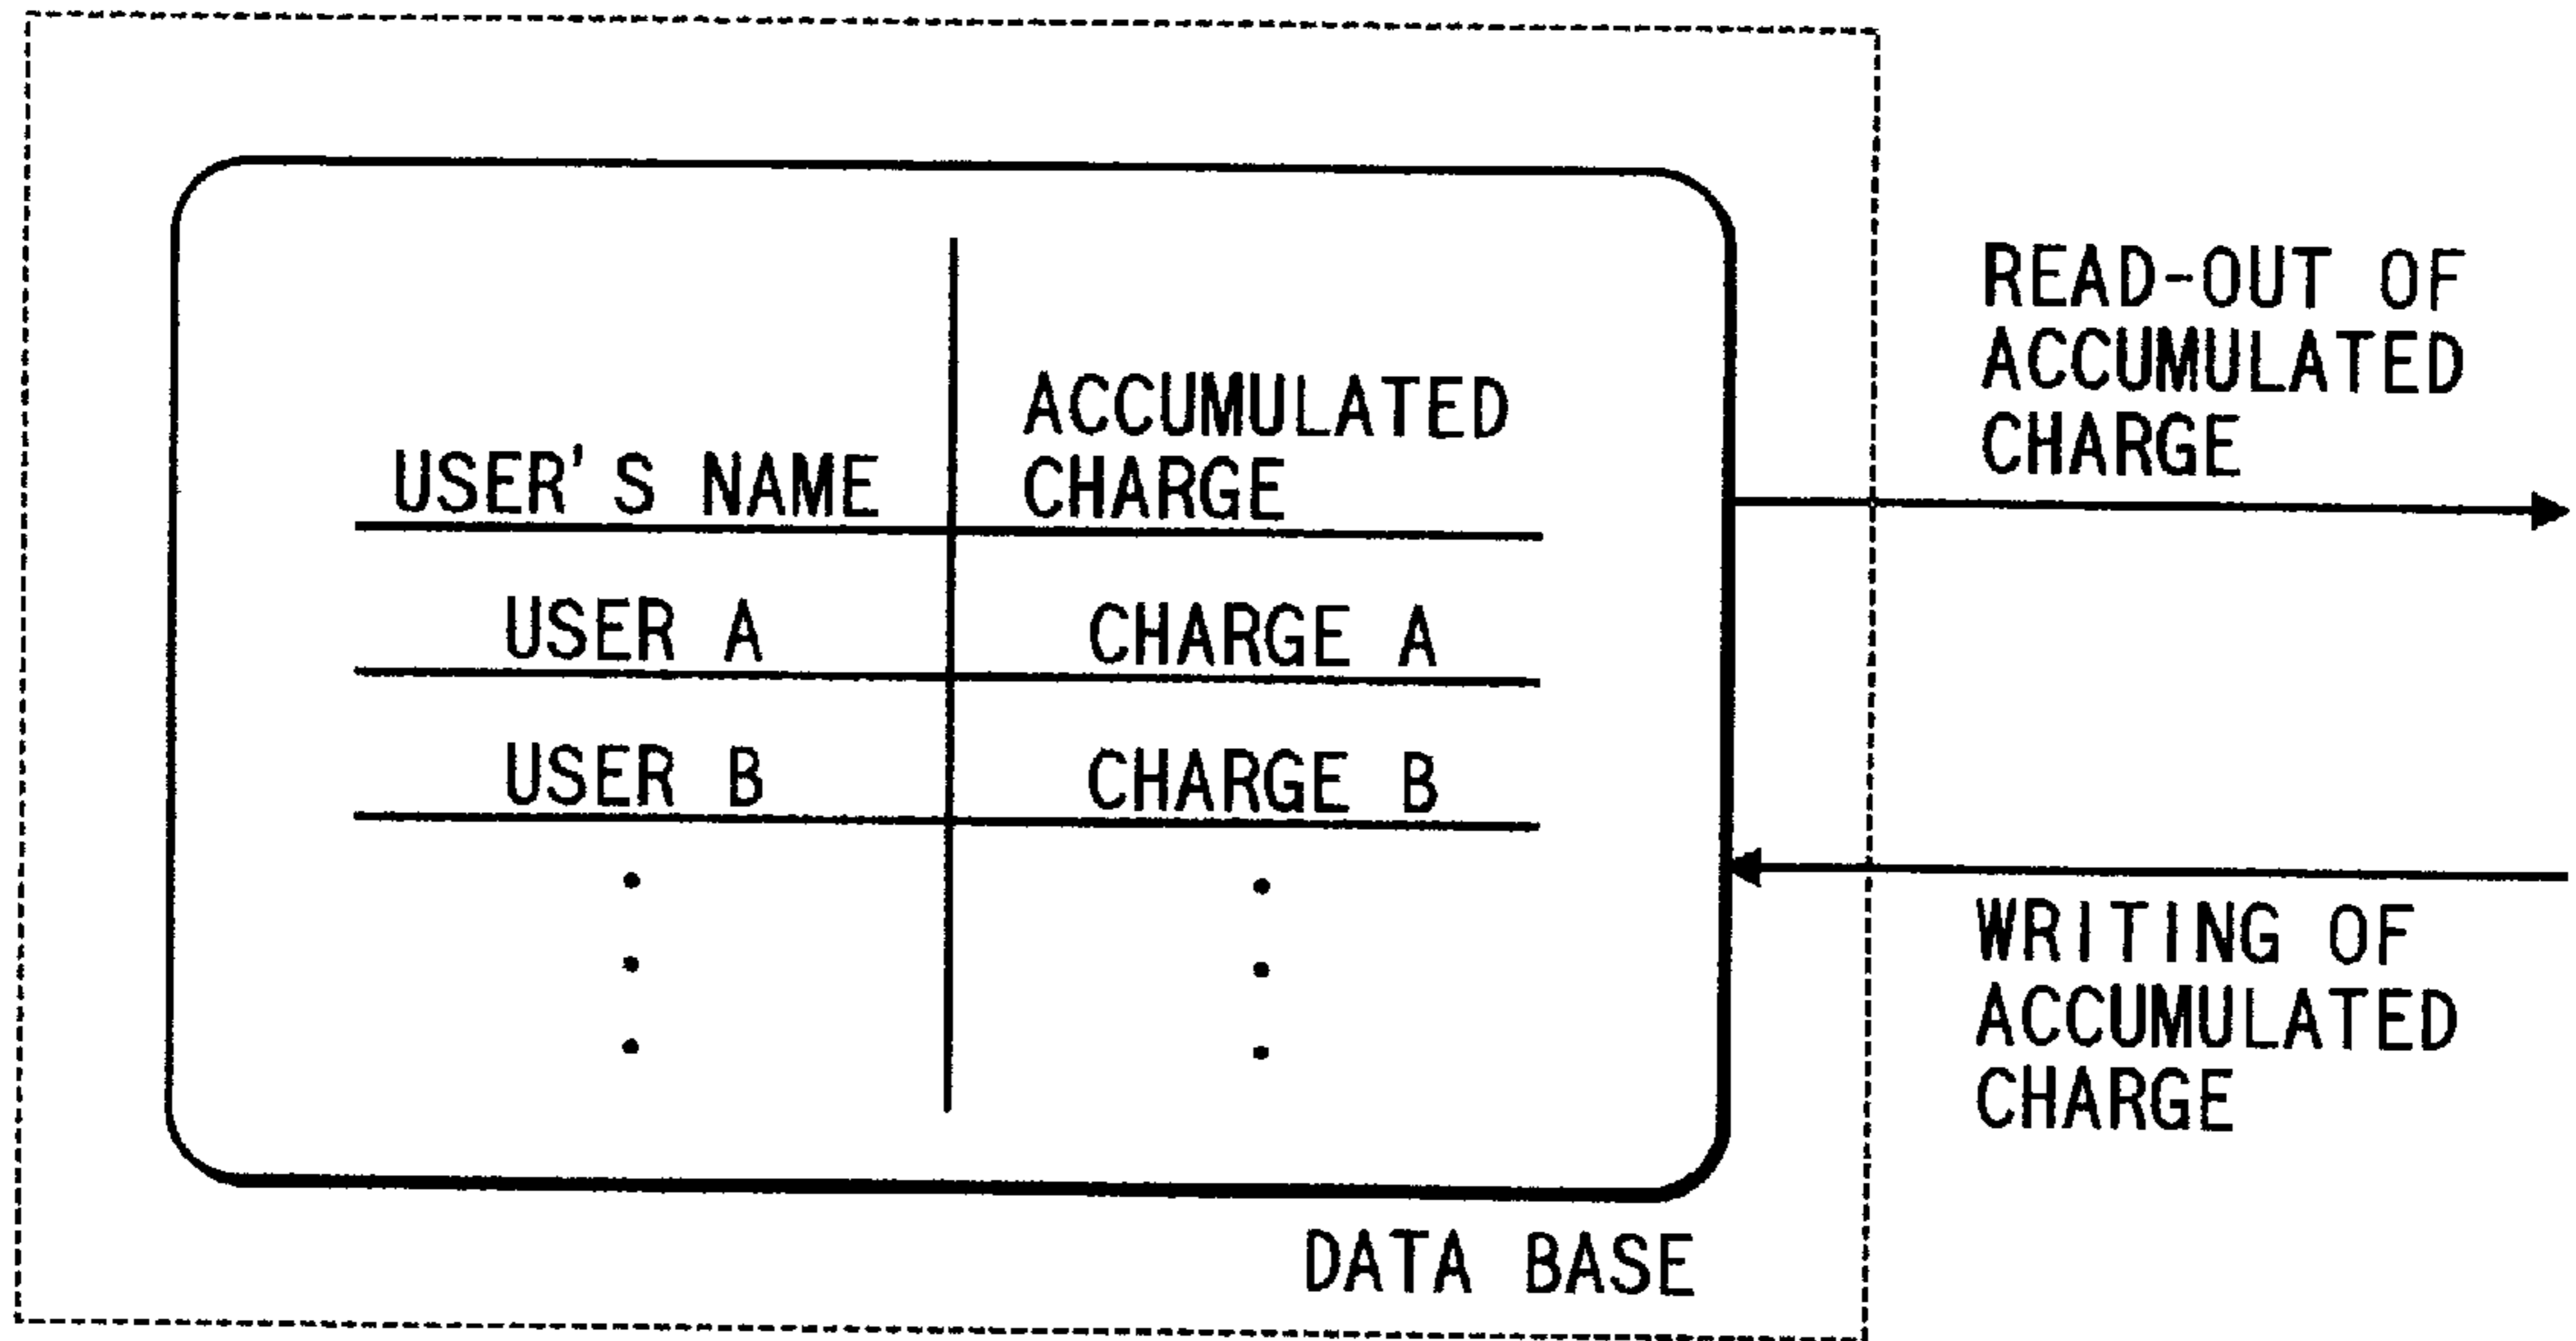 USER'S NAME
ACCUMULATED
CHARGE
USER A
CHARGE A
USER B
CHARGE B
DATA BASE
READ-OUT OF
ACCUMULATED
CHARGE
WRITING OF
ACCUMULATED
CHARGE